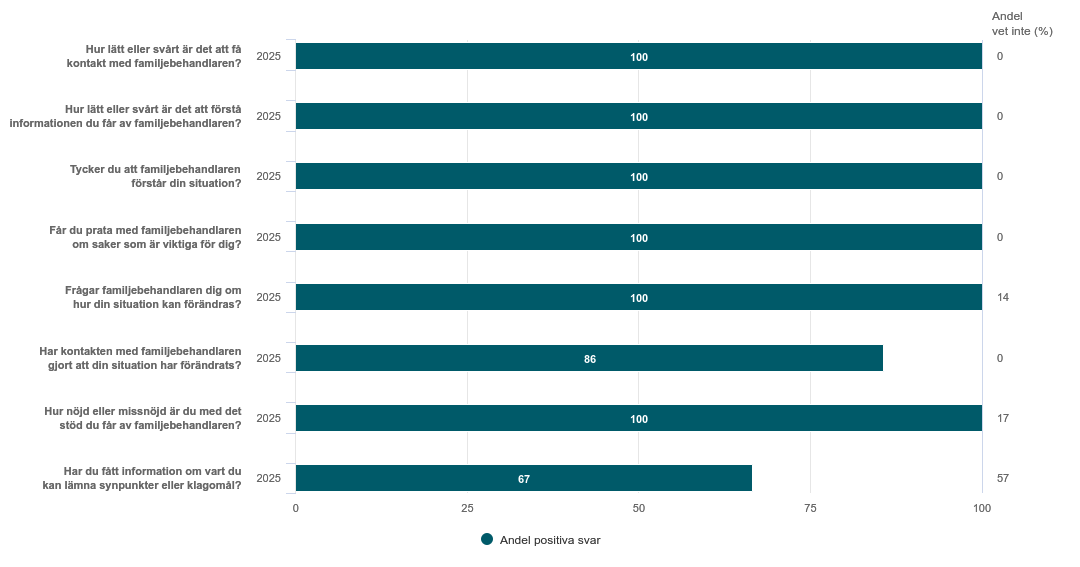 Andel
vet inte (%)
Hur lätt eller svårt är det att få
kontakt med familjebehandlaren?
2025
100
0
Hur lätt eller svårt är det att förstå
informationen du får av familjebehandlaren?
2025
100
0
Tycker du att familjebehandlaren
förstår din situation?
2025
100
0
Får du prata med familjebehandlaren
om saker som är viktiga för dig?
2025
100
0
Frågar familjebehandlaren dig om
hur din situation kan förändras?
2025
100
14
Har kontakten med familjebehandlaren
gjort att din situation har förändrats?
2025
86
0
Hur nöjd eller missnöjd är du med det
stöd du får av familjebehandlaren?
2025
100
17
Har du fått information om vart du
kan lämna synpunkter eller klagomål?
2025
67
57
0
25
50
75
100
Andel positiva svar